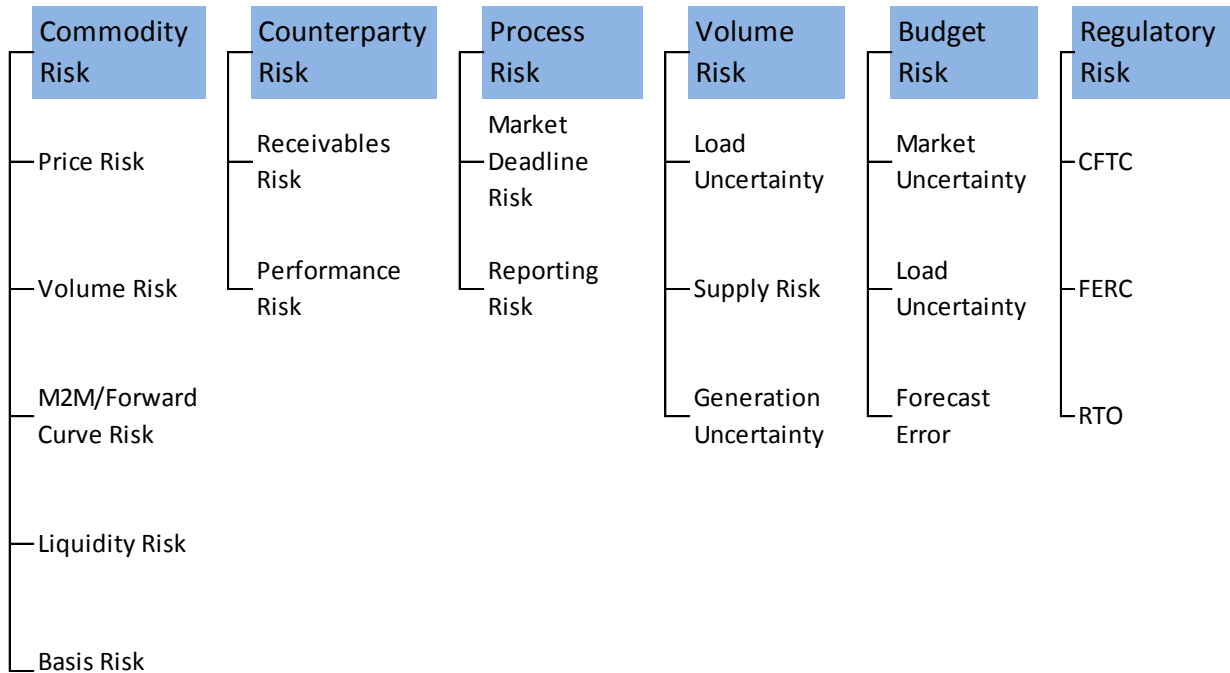 Commodity
Risk
Price Risk
Volume Risk
M2M/Forward
Curve Risk
Liquidity Risk
Basis Risk
Counterparty
Risk
Receivables
Risk
Performance
Risk
Process
Risk
Market
Deadline
Risk
Reporting
Risk
Volume
Risk
Load
Uncertainty
Supply Risk
Generation
Uncertainty
Budget
Risk
Market
Uncertainty
Load
Uncertainty
Forecast
Error
Regulatory
Risk
CFTC
FERC
RTO